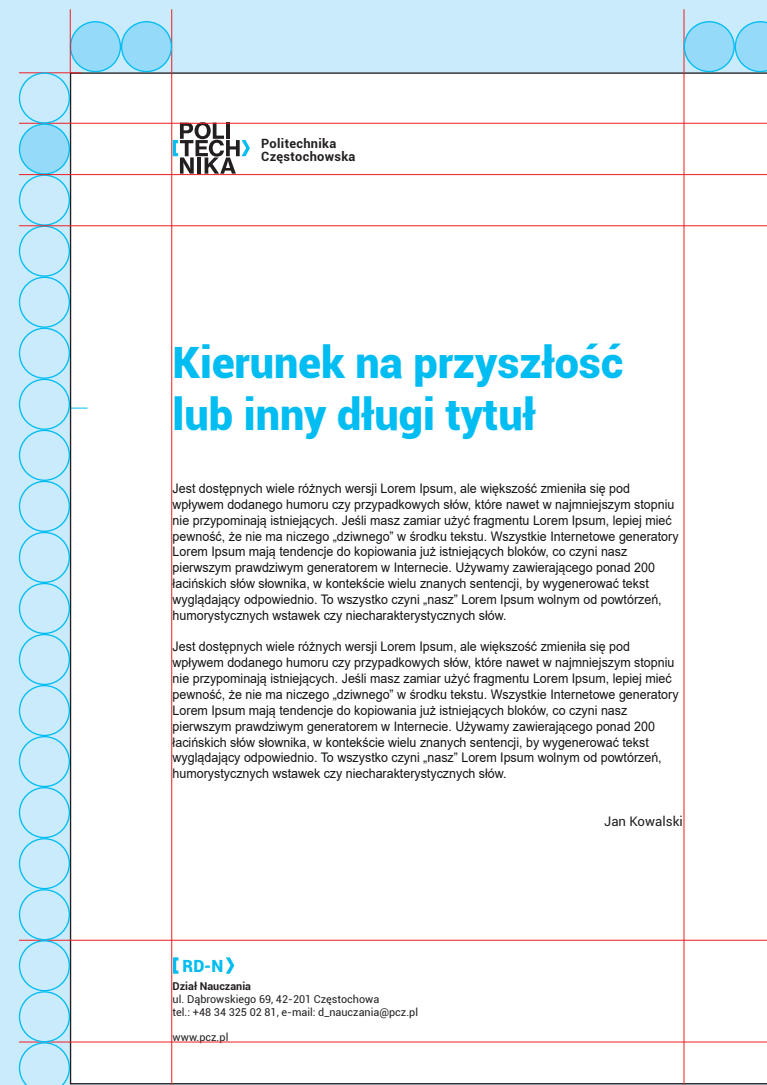 POLI
[TECH⟩
NIKA
Politechnika
Częstochowska
Kierunek na przyszłość
lub inny długi tytuł
Jest dostępnych wiele różnych wersji Lorem Ipsum, ale większość zmieniła się pod
wpływem dodanego humoru czy przypadkowych słów, które nawet w najmniejszym stopniu
nie przypominają istniejących. Jeśli masz zamiar użyć fragmentu Lorem Ipsum, lepiej mieć
pewność, że nie ma niczego „dziwnego” w środku tekstu. Wszystkie Internetowe generatory
Lorem Ipsum mają tendencje do kopiowania już istniejących bloków, co czyni nasz
pierwszym prawdziwym generatorem w Internecie. Używamy zawierającego ponad 200
łacińskich słów słownika, w kontekście wielu znanych sentencji, by wygenerować tekst
wyglądający odpowiednio. To wszystko czyni „nasz” Lorem Ipsum wolnym od powtórzeń,
humorystycznych wstawek czy niecharakterystycznych słów.
Jest dostępnych wiele różnych wersji Lorem Ipsum, ale większość zmieniła się pod
wpływem dodanego humoru czy przypadkowych słów, które nawet w najmniejszym stopniu
nie przypominają istniejących. Jeśli masz zamiar użyć fragmentu Lorem Ipsum, lepiej mieć
pewność, że nie ma niczego „dziwnego” w środku tekstu. Wszystkie Internetowe generatory
Lorem Ipsum mają tendencje do kopiowania już istniejących bloków, co czyni nasz
pierwszym prawdziwym generatorem w Internecie. Używamy zawierającego ponad 200
łacińskich słów słownika, w kontekście wielu znanych sentencji, by wygenerować tekst
wyglądający odpowiednio. To wszystko czyni „nasz” Lorem Ipsum wolnym od powtórzeń,
humorystycznych wstawek czy niecharakterystycznych słów.
Jan Kowalski
[RD-N⟩
Dział Nauczania
ul. Dąbrowskiego 69, 42-201 Częstochowa
tel.: +48 34 325 02 81, e-mail: d_nauczania@pcz.pl
www.pcz.pl